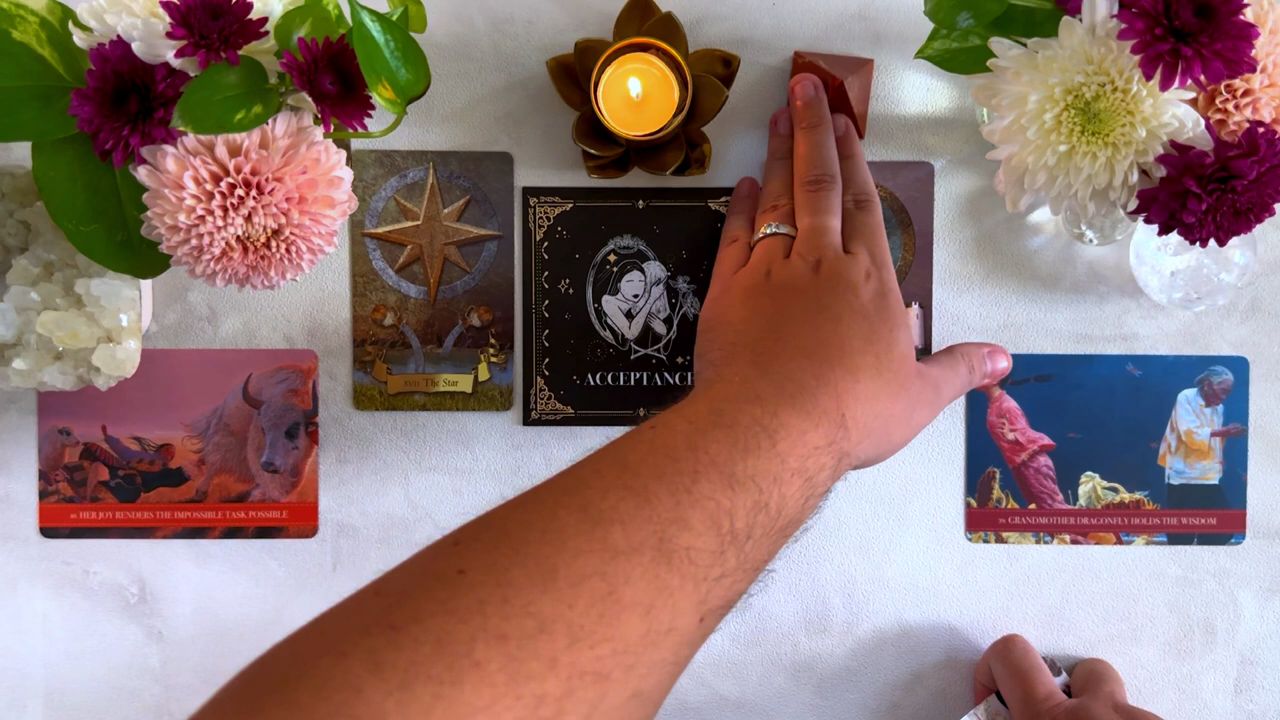 XVII The Star
ACCEPTANCE
HER JOY RENDERS THE IMPOSSIBLE TASK POSSIBLE
GRANDMOTHER DRAGONFLY HOLDS THE WISDOM